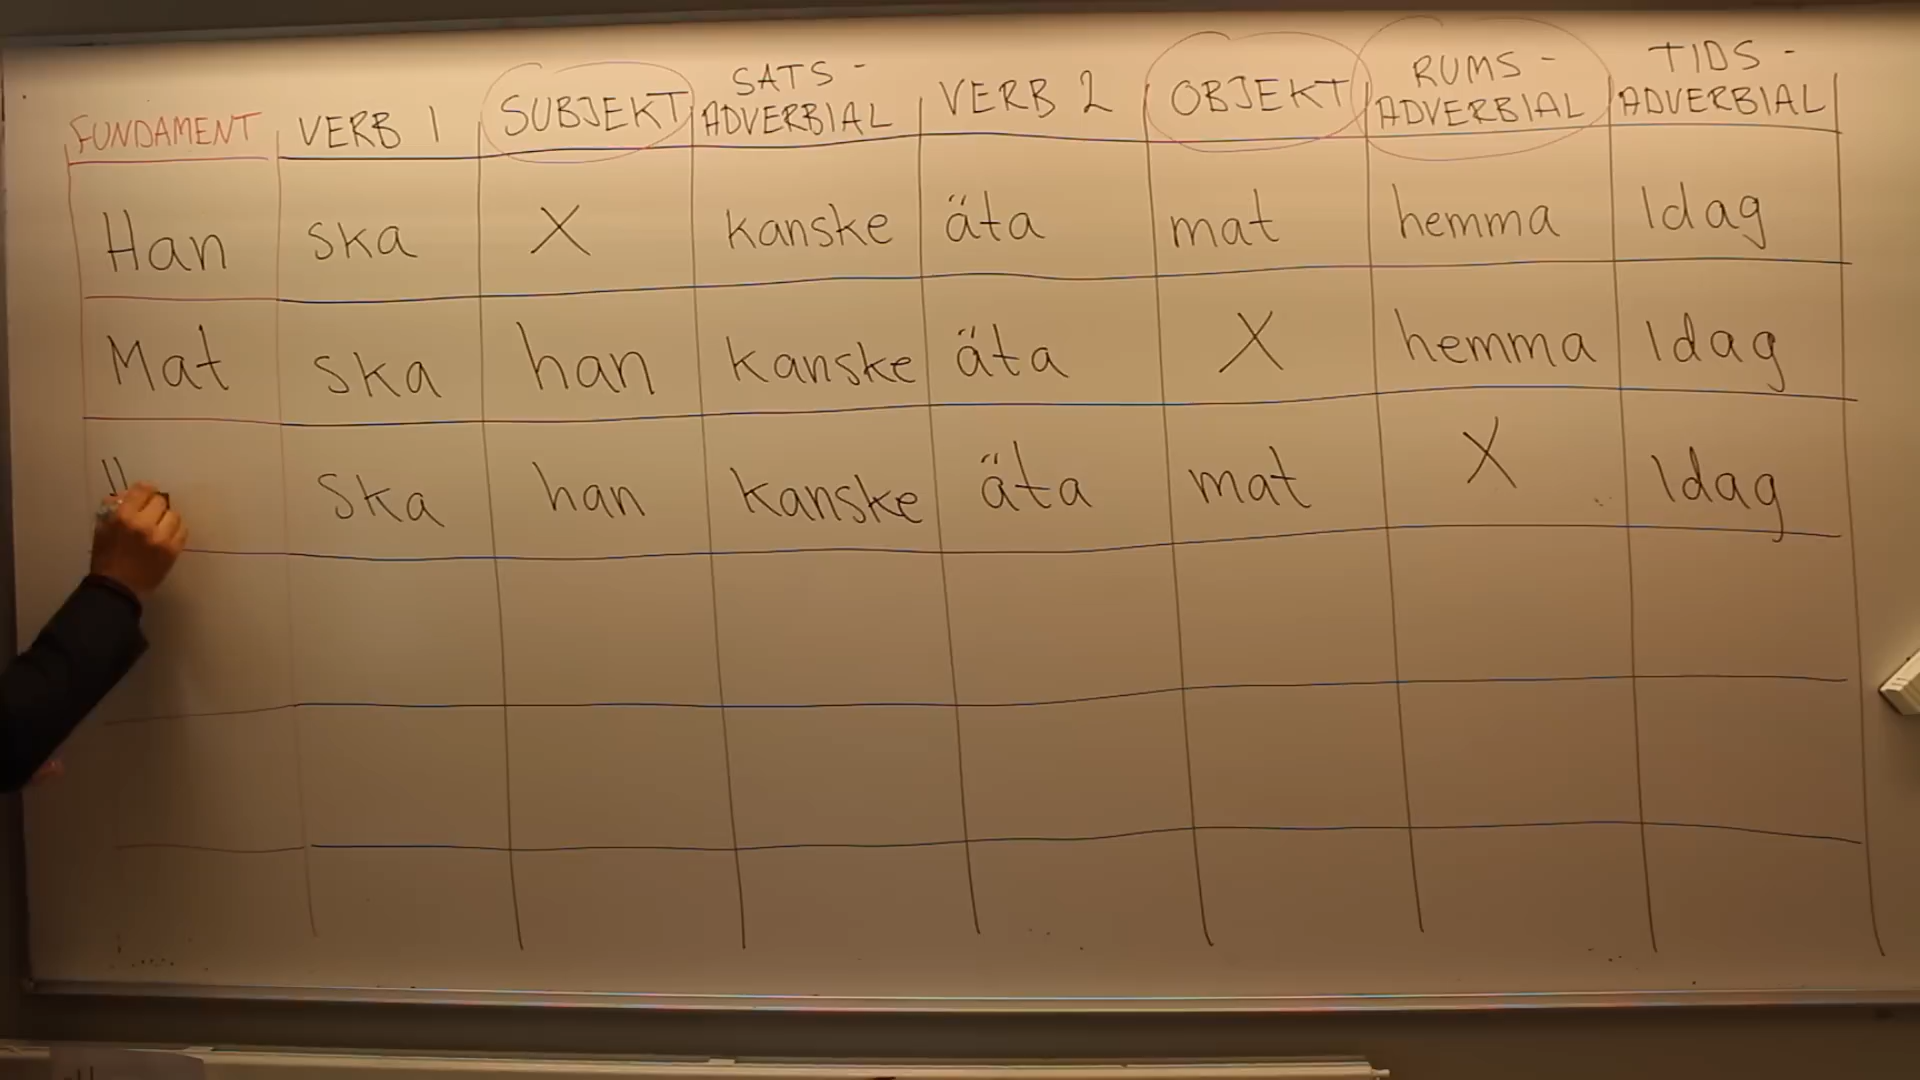 FUNDAMENT VERB 1 SUBJEKT SATS-ADVERBIAL VERB 2 OBJEKT RUMS-ADVERBIAL TIDS-ADVERBIAL
Han ska X kanske äta mat hemma Idag
Mat ska han kanske äta X hemma Idag
Ska han kanske äta mat X Idag